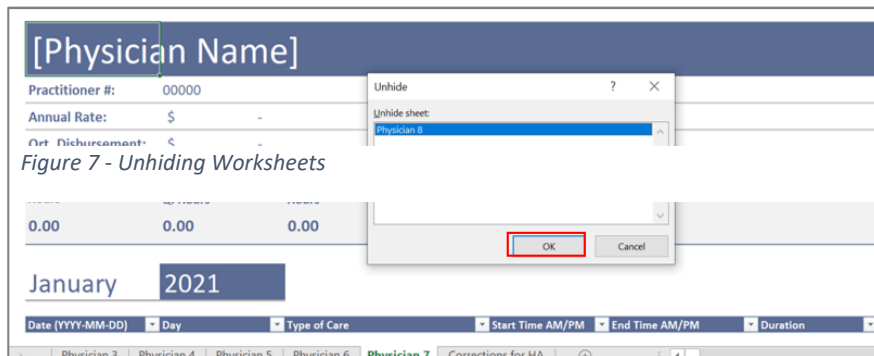 [Physician Name]
Practitioner #: 00000
Annual Rate: $ -
Unhide ? ×
Unhide sheet:
Physician 8
Qrt. Disbursement: $ -
Figure 7 - Unhiding Worksheets
0.00 0.00 0.00
OK Cancel
January 2021
Date (YYYY-MM-DD) Day Type of Care Start Time AM/PM End Time AM/PM Duration
Physician 3 Physician 4 Physician 5 Physician 6 Physician 7 Corrections for HA